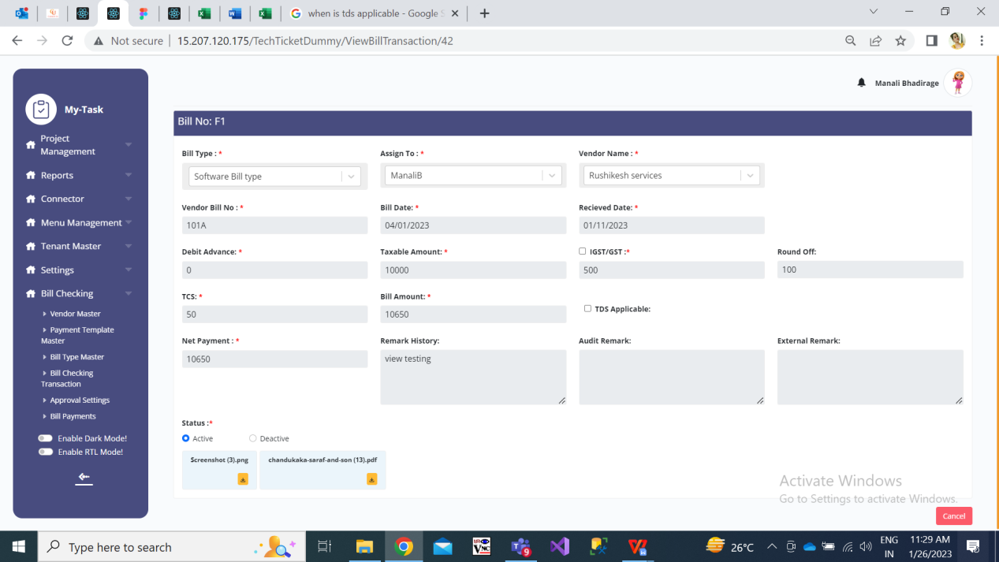 when is tds applicable - Google S
Not secure
15.207.120.175/TechTicketDummy/ViewBillTransaction/42
Manali Bhadirage
My-Task
Project
Management
Reports
Connector
Menu Management
Tenant Master
Settings
Bill Checking
Vendor Master
Payment Template
Master
Bill Type Master
Bill Checking
Transaction
Approval Settings
Bill Payments
Enable Dark Mode!
Enable RTL Mode!
Bill No: F1
Bill Type : * Assign To : * Vendor Name : *
Software Bill type ManaliB Rushikesh services
Vendor Bill No : * Bill Date: * Recieved Date: *
101A 04/01/2023 01/11/2023
Debit Advance: * Taxable Amount: * IGST/GST :* Round Off:
0 10000 500 100
TCS: * Bill Amount: * TDS Applicable:
50 10650
Net Payment : * Remark History: Audit Remark: External Remark:
10650 view testing
Status :*
Active Deactive
Screenshot (3).png chandukaka-saraf-and-son (13).pdf
Activate Windows
Go to Settings to activate Windows.
Cancel
Type here to search
9
26°C
ENG
IN
11:29 AM
1/26/2023